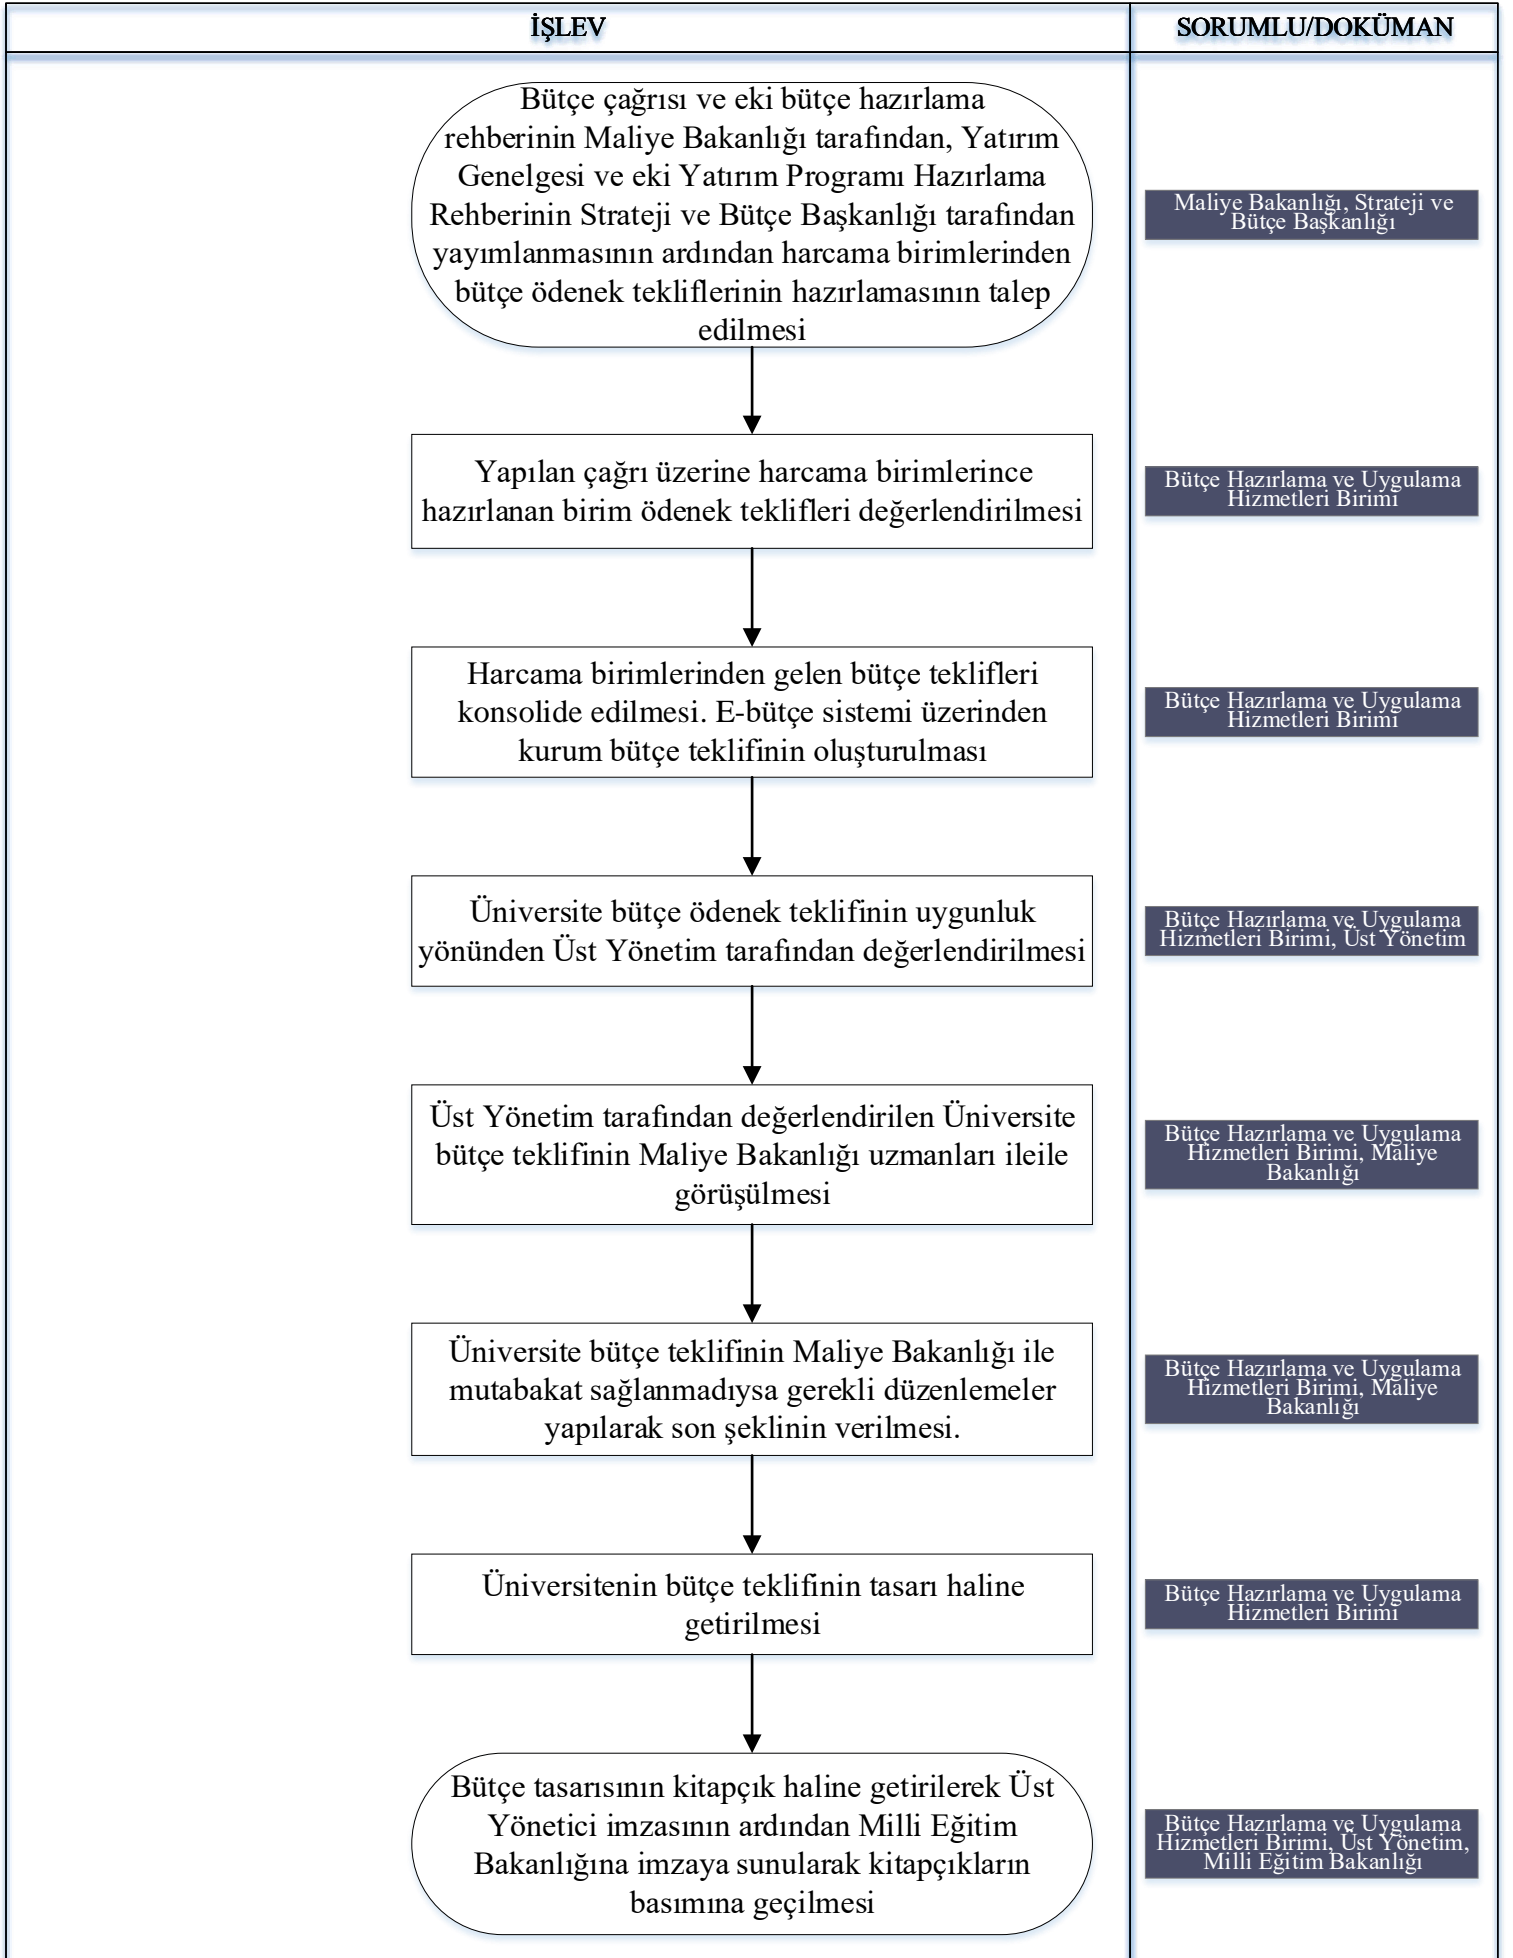 İŞLEV
SORUMLU/DOKÜMAN
Bütçe çağrısı ve eki bütçe hazırlama
rehberinin Maliye Bakanlığı tarafından, Yatırım
Genelgesi ve eki Yatırım Programı Hazırlama
Rehberinin Strateji ve Bütçe Başkanlığı tarafından
yayımlanmasının ardından harcama birimlerinden
bütçe ödenek tekliflerinin hazırlamasının talep
edilmesi
Maliye Bakanlığı, Strateji ve
Bütçe Başkanlığı
Yapılan çağrı üzerine harcama birimlerince
hazırlanan birim ödenek teklifleri değerlendirilmesi
Bütçe Hazırlama ve Uygulama
Hizmetleri Birimi
Harcama birimlerinden gelen bütçe teklifleri
konsolide edilmesi. E-bütçe sistemi üzerinden
kurum bütçe teklifinin oluşturulması
Bütçe Hazırlama ve Uygulama
Hizmetleri Birimi
Üniversite bütçe ödenek teklifinin uygunluk
yönünden Üst Yönetim tarafından değerlendirilmesi
Bütçe Hazırlama ve Uygulama
Hizmetleri Birimi, Üst Yönetim
Üst Yönetim tarafından değerlendirilen Üniversite
bütçe teklifinin Maliye Bakanlığı uzmanları ileile
görüşülmesi
Bütçe Hazırlama ve Uygulama
Hizmetleri Birimi, Maliye
Bakanlığı
Üniversite bütçe teklifinin Maliye Bakanlığı ile
mutabakat sağlanmadıysa gerekli düzenlemeler
yapılarak son şeklinin verilmesi.
Bütçe Hazırlama ve Uygulama
Hizmetleri Birimi, Maliye
Bakanlığı
Üniversitenin bütçe teklifinin tasarı haline
getirilmesi
Bütçe Hazırlama ve Uygulama
Hizmetleri Birimi
Bütçe tasarısının kitapçık haline getirilerek Üst
Yönetici imzasının ardından Milli Eğitim
Bakanlığına imzaya sunularak kitapçıkların
basımına geçilmesi
Bütçe Hazırlama ve Uygulama
Hizmetleri Birimi, Üst Yönetim,
Milli Eğitim Bakanlığı